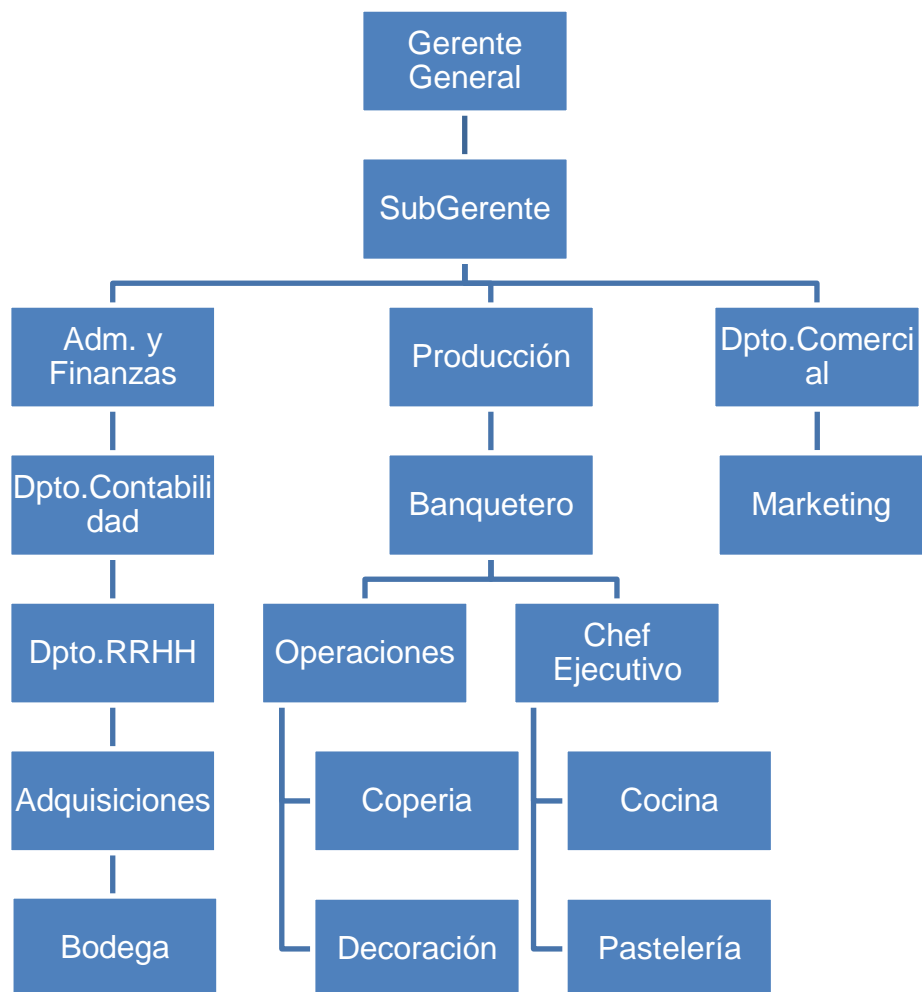 Gerente
General
SubGerente
Adm. y
Finanzas
Producción
Dpto.Comerci
al
Dpto.Contabili
dad
Banquetero
Marketing
Dpto.RRHH
Operaciones
Chef
Ejecutivo
Adquisiciones
Coperia
Cocina
Bodega
Decoración
Pastelería